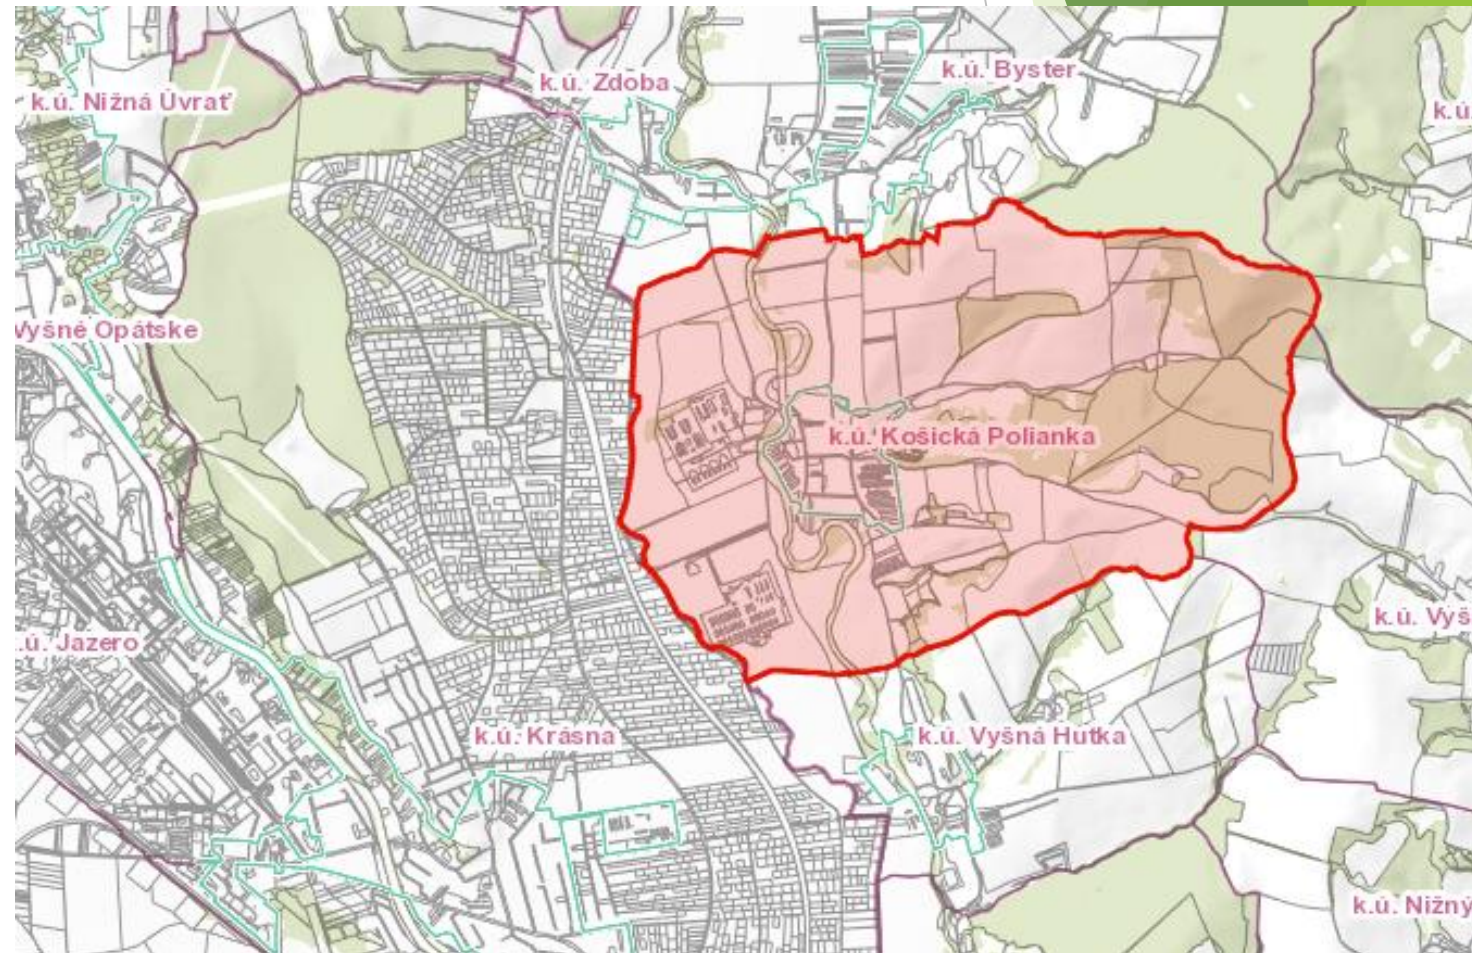 k.ú. Byster
k.ú. Zdoba
k.ú. Nižná Úvrať
k.ú.
Vyšné Opátske
k.ú. Košická Polianka
k.ú. Vyš
.ú. Jazero
k.ú. Krásna
k.ú. Vyšná Hutka
k.ú. Nižný